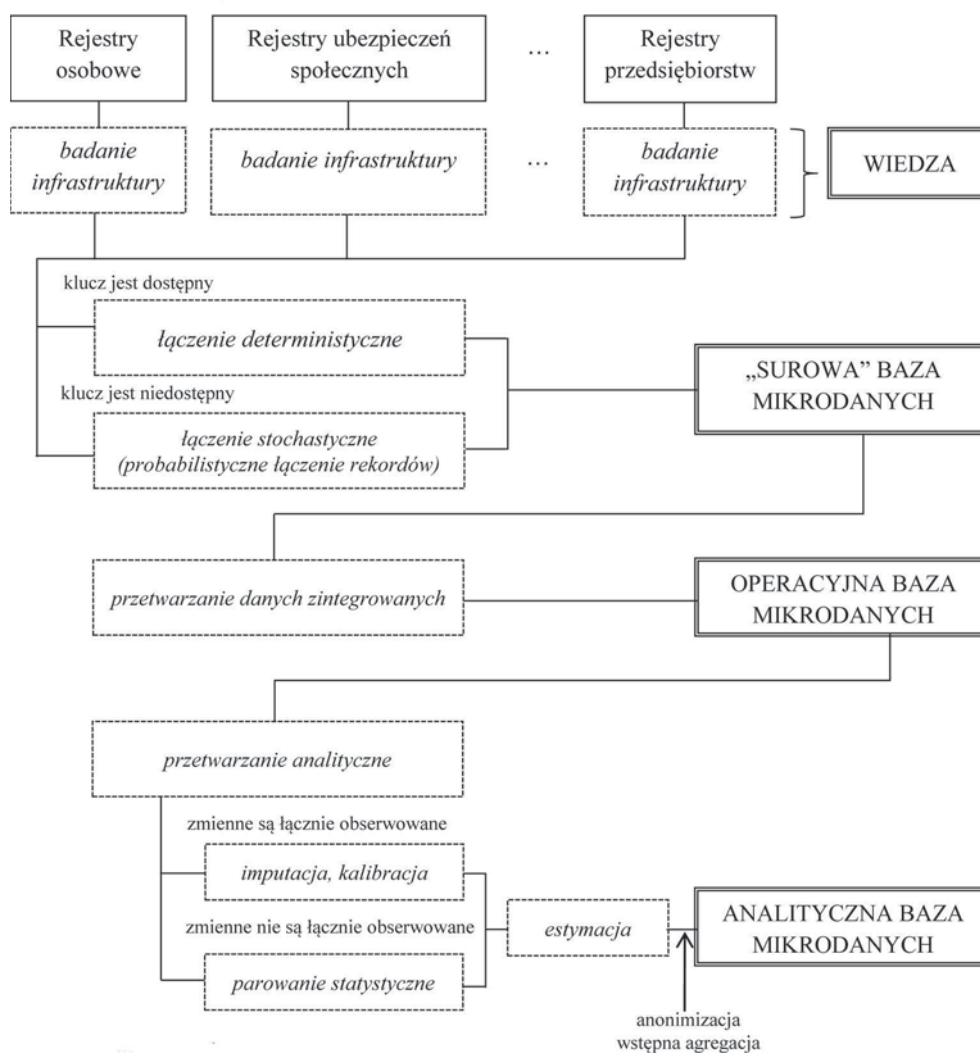 Rejestry
osobowe
Rejestry ubezpieczeń
społecznych
...
Rejestry
przedsiębiorstw
badanie
infrastruktury
badanie infrastruktury
...
badanie
infrastruktury
WIEDZA
klucz jest dostępny
łączenie deterministyczne
klucz jest niedostępny
łączenie stochastyczne
(probabilistyczne łączenie rekordów)
„SUROWA” BAZA
MIKRODANYCH
przetwarzanie danych zintegrowanych
OPERACYJNA BAZA
MIKRODANYCH
przetwarzanie analityczne
zmienne są łącznie obserwowane
imputacja, kalibracja
zmienne nie są łącznie obserwowane
parowanie statystyczne
estymacja
ANALITYCZNA BAZA
MIKRODANYCH
anonimizacja
wstępna agregacja